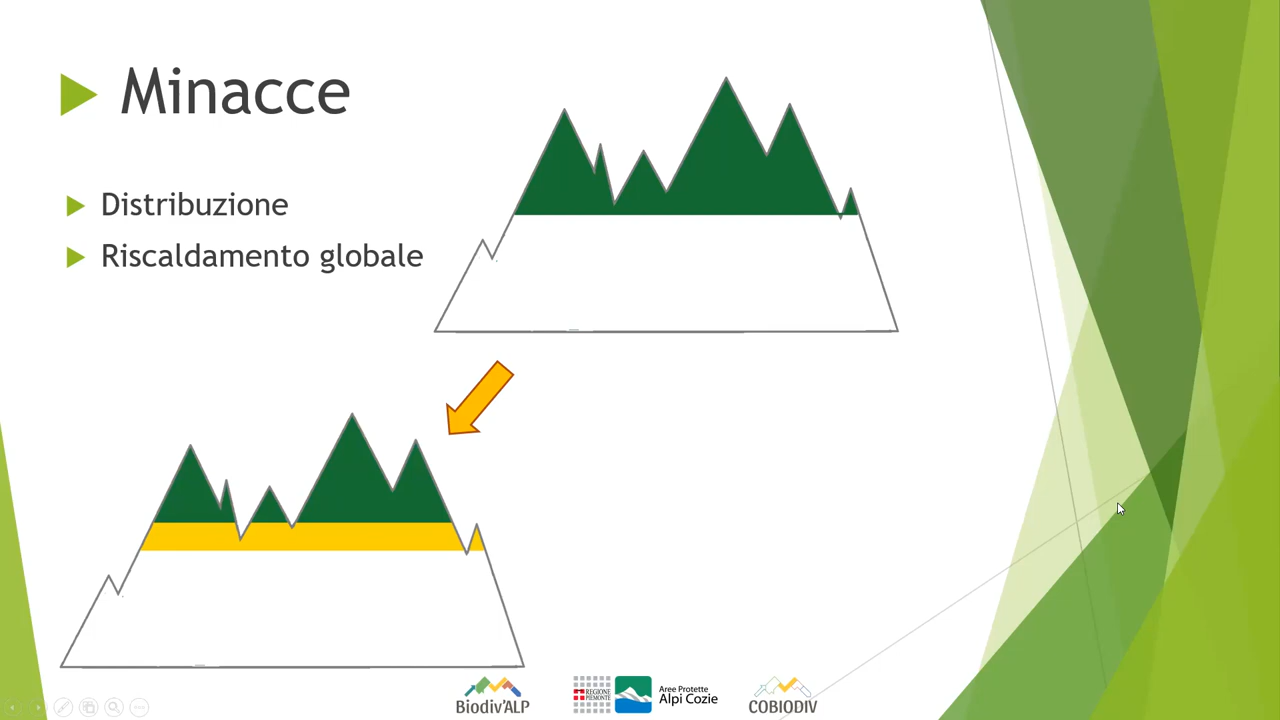 Minacce
Distribuzione
Riscaldamento globale
Biodiv'ALP
REGIONE
PIEMONTE
Aree Protette
Alpi Cozie
COBIODIV